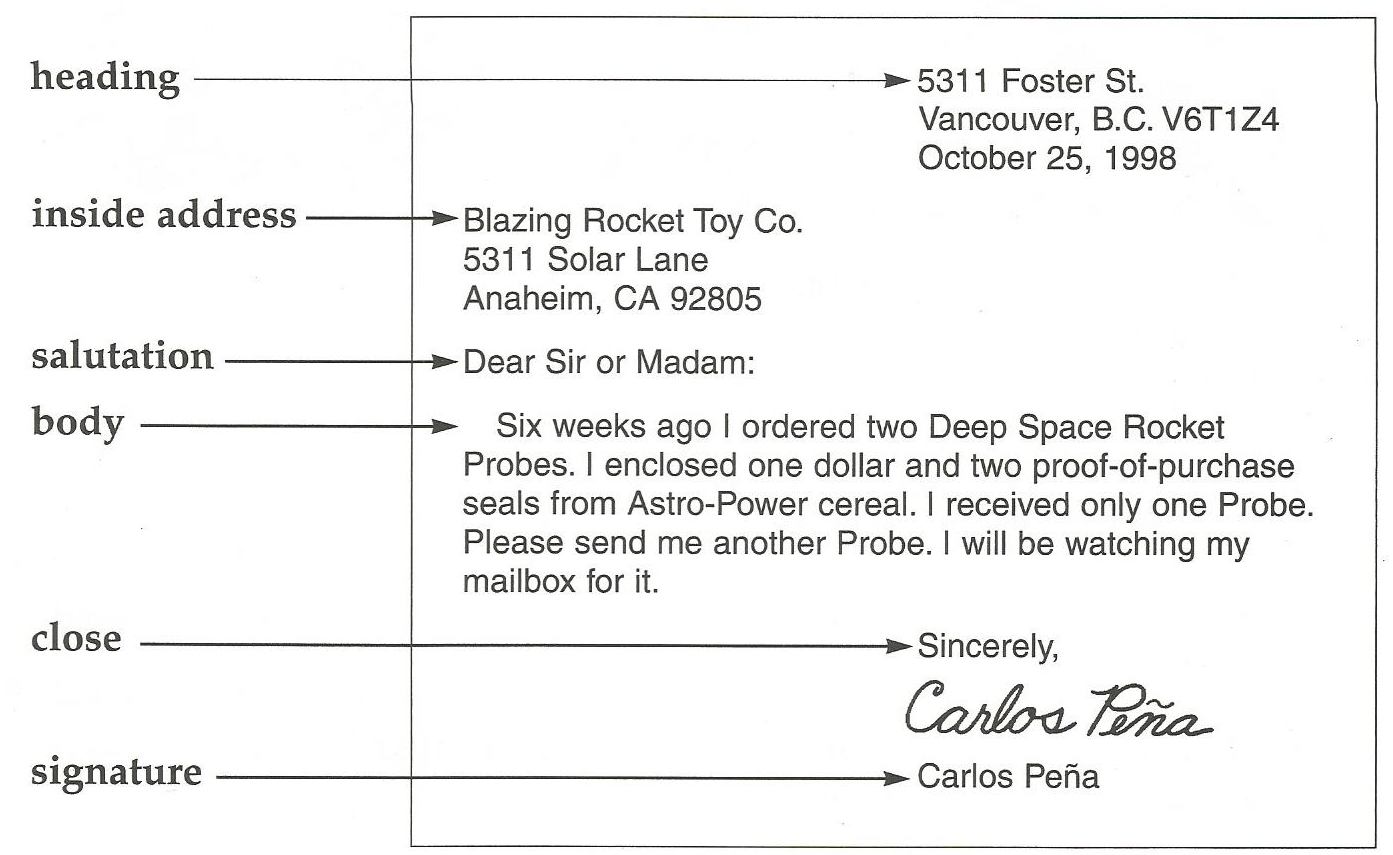 heading
5311 Foster St.
Vancouver, B.C. V6T1Z4
October 25, 1998
inside address
Blazing Rocket Toy Co.
5311 Solar Lane
Anaheim, CA 92805
salutation
Dear Sir or Madam:
body
Six weeks ago I ordered two Deep Space Rocket
Probes. I enclosed one dollar and two proof-of-purchase
seals from Astro-Power cereal. I received only one Probe.
Please send me another Probe. I will be watching my
mailbox for it.
close
Sincerely,
Carlos Peña
signature
Carlos Peña